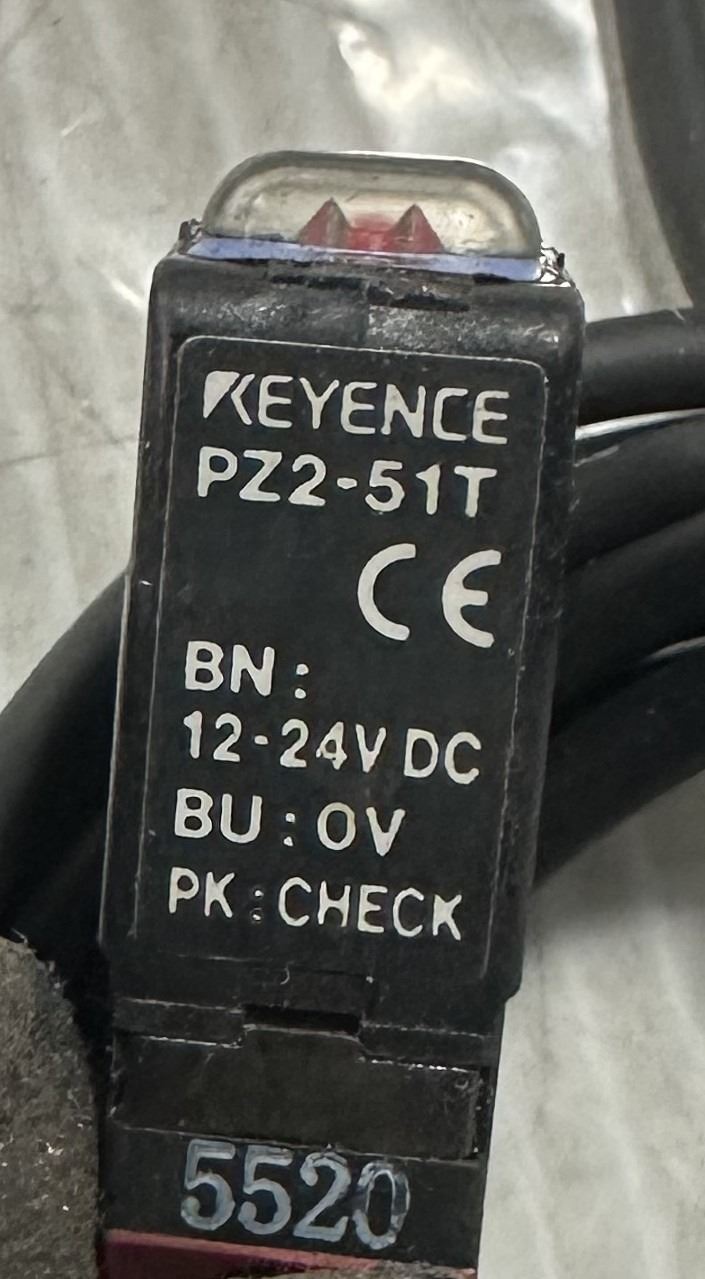 KEYENCE
PZ2-51T
CE
BN :
12-24V DC
BU : 0V
PK : CHECK
5520